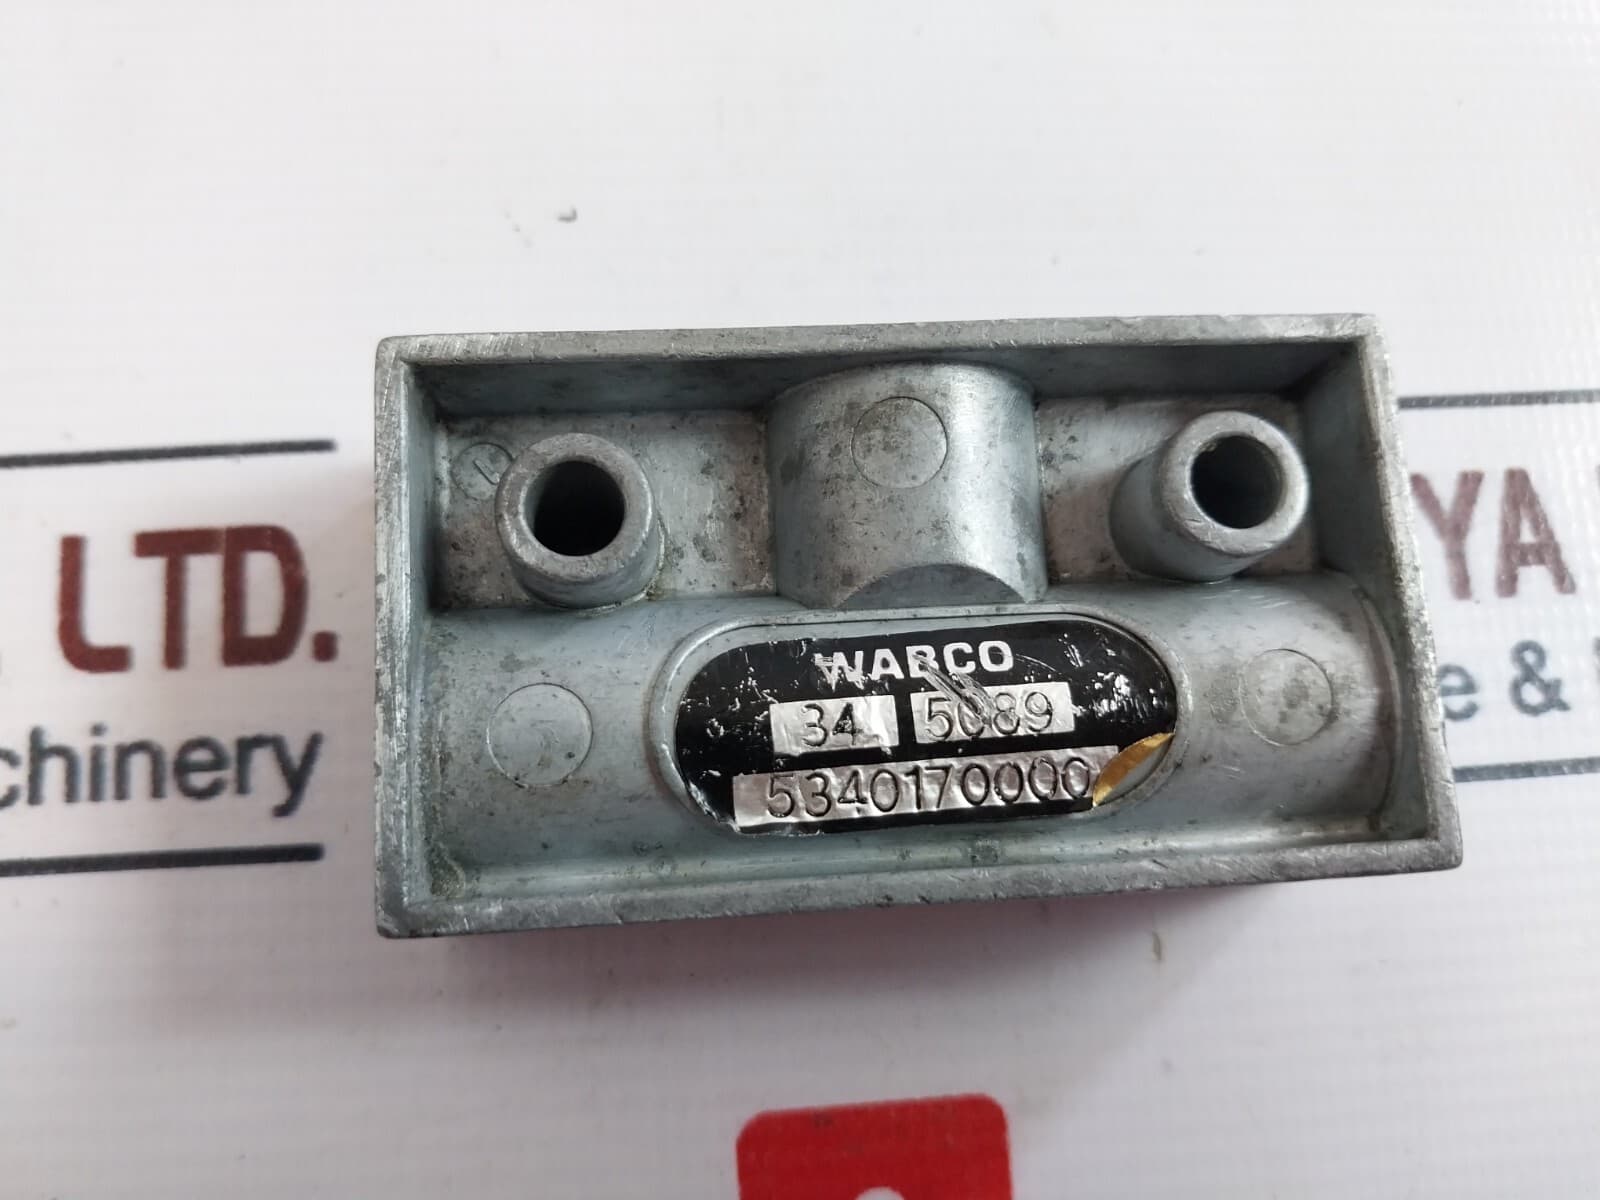 LTD.
chinery
YA
e &
WABCO
34 5089
5340170000